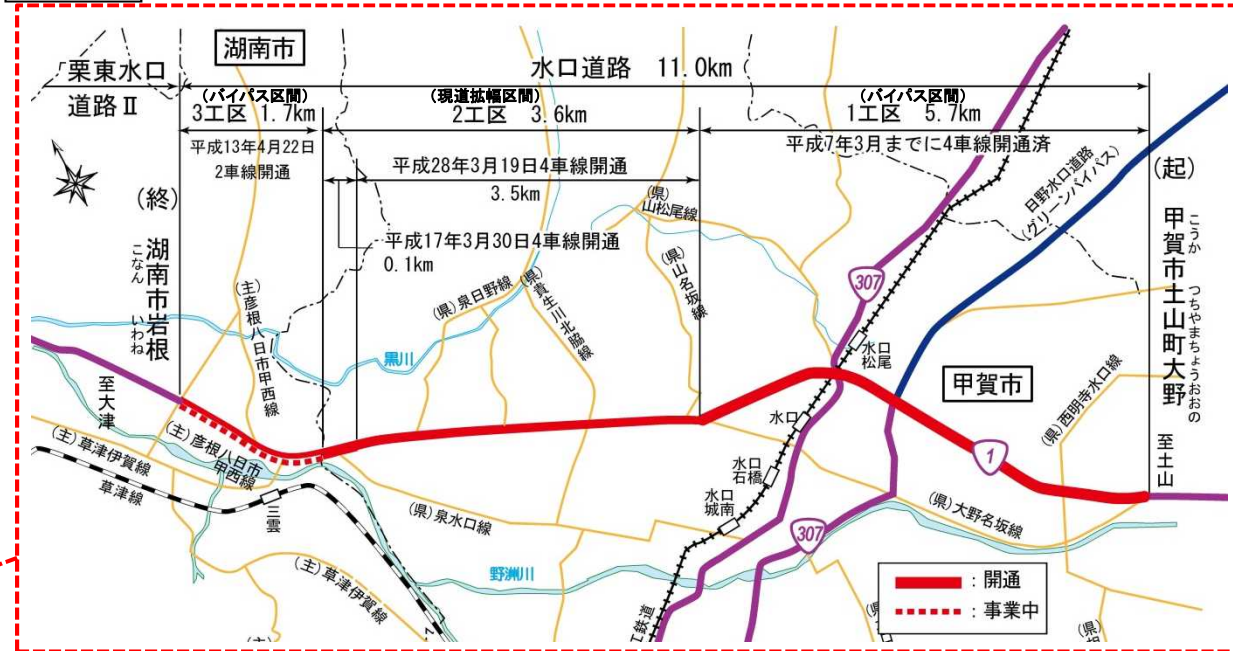 湖南市
栗東水口
道路Ⅱ
水口道路 11.0km
(バイパス区間)
3工区 1.7km
(現道拡幅区間)
2工区 3.6km
(バイパス区間)
1工区 5.7km
平成13年4月22日
2車線開通
平成28年3月19日4車線開通
3.5km
平成7年3月までに4車線開通済
平成17年3月30日4車線開通
0.1km
(終)
湖南市岩根
こなん
いわね
(起)
甲賀市土山町大野
こうか
つちやまちょうおおの
至大津
至土山
(主)彦根八日市甲西線
(県)泉日野線
(県)貴生川北脇線
(県)
山松尾線
(県)山名坂線
日野水口道路
(グリーンバイパス)
黒川
307
水口
松尾
甲賀市
(県)西明寺水口線
水口
1
水口
石橋
水口
城南
(主)草津伊賀線
(主)彦根八日市
甲西線
草津線
三雲
(県)泉水口線
(県)大野名坂線
307
野洲川
(主)草津伊賀線
工鉄道
:開通
:事業中
(主)
(県)
(県)